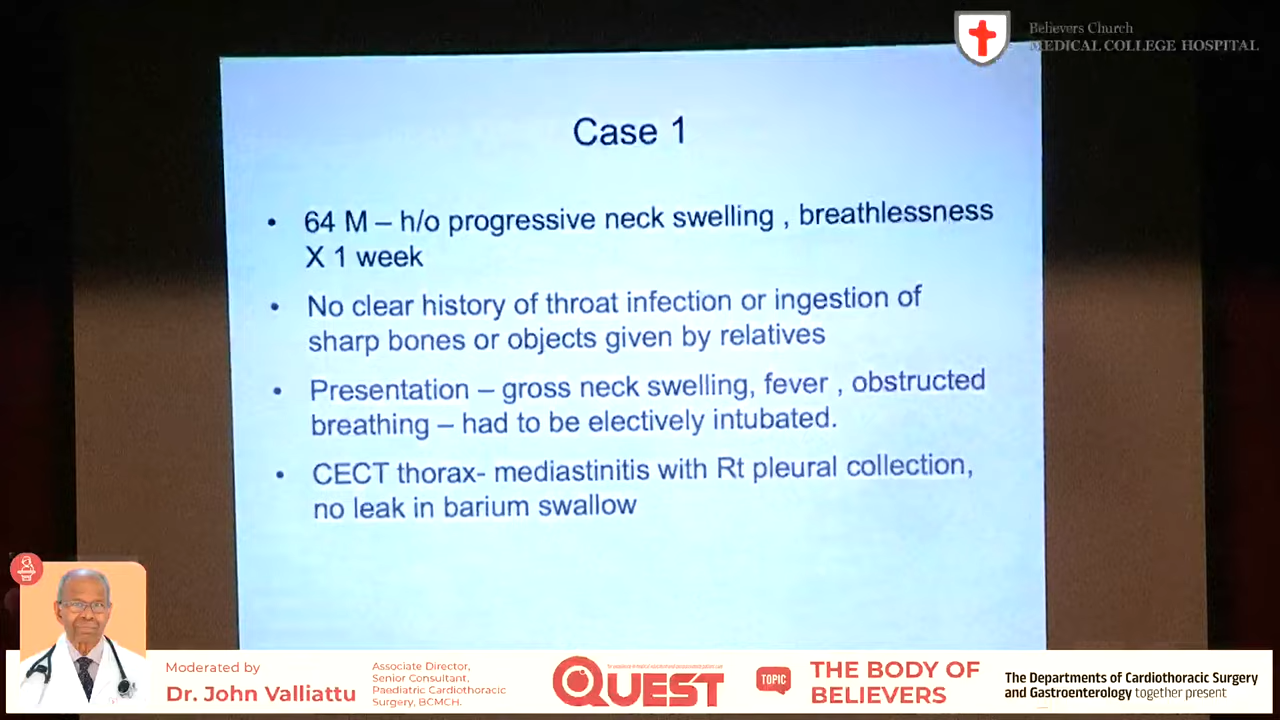 Believers Church
MEDICAL COLLEGE HOSPITAL
Case 1
• 64 M – h/o progressive neck swelling , breathlessness
X 1 week
• No clear history of throat infection or ingestion of
sharp bones or objects given by relatives
• Presentation – gross neck swelling, fever , obstructed
breathing – had to be electively intubated.
• CECT thorax- mediastinitis with Rt pleural collection,
no leak in barium swallow
Moderated by
Dr. John Valliattu
Associate Director,
Senior Consultant,
Paediatric Cardiothoracic
Surgery, BCMCH.
QUEST
TOPIC
THE BODY OF
BELIEVERS
The Departments of Cardiothoracic Surgery
and Gastroenterology together present